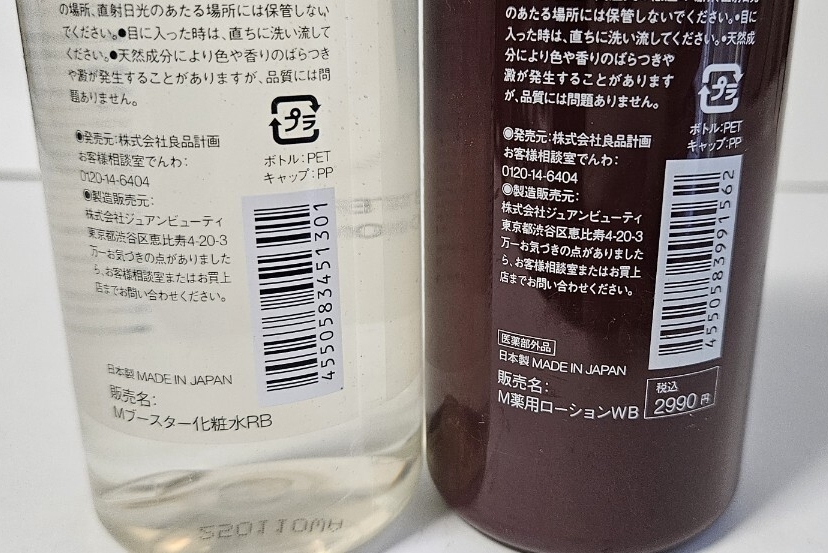 の場所、直射日光のあたる場所には保管しない
でください。●目に入った時は、直ちに洗い流して
ください。●天然成分により色や香りのばらつき
や澱が発生することがありますが、品質には問
題ありません。
プラ
ボトル:PET
キャップ:PP
◉発売元:株式会社良品計画
お客様相談室でんわ:
0120-14-6404
◉製造販売元:
株式会社ジュアンビューティ
東京都渋谷区恵比寿4-20-3
万一お気づきの点がありました
ら、お客様相談室またはお買上
店までお問い合わせください。
4550583451301
日本製 MADE IN JAPAN
販売名:
Mブースター化粧水RB
のあたる場所には保管しないでください。●目に
入った時は、直ちに洗い流してください。●天然成
分により色や香りのばらつきや
澱が発生することがあります
が、品質には問題ありません。
プラ
ボトル:PET
キャップ:PP
◉発売元:株式会社良品計画
お客様相談室でんわ:
0120-14-6404
◉製造販売元:
株式会社ジュアンビューティ
東京都渋谷区恵比寿4-20-3
万一お気づきの点がありました
ら、お客様相談室またはお買上
店までお問い合わせください。
4550583991562
医薬部外品
日本製 MADE IN JAPAN
販売名:
M薬用ローションWB
税込
2990円